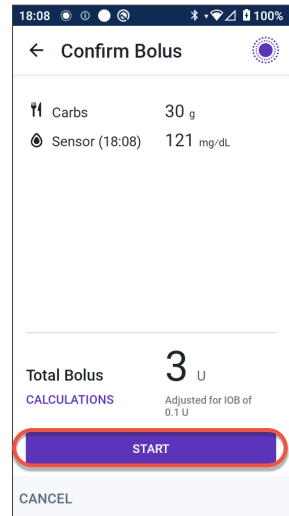 18:08 100%
Confirm Bolus
Carbs 30 g
Sensor (18:08) 121 mg/dL
Total Bolus 3 U
CALCULATIONS Adjusted for IOB of
0.1 U
START
CANCEL